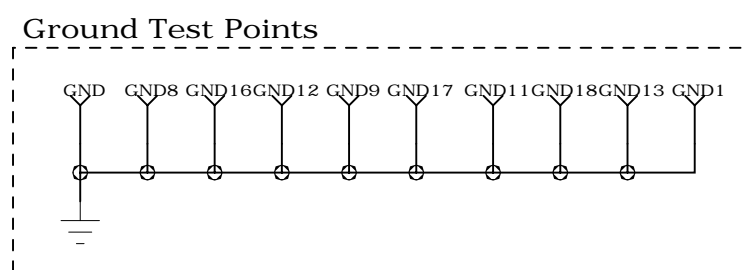 Ground Test Points
GND GND8 GND16 GND12 GND9 GND17 GND11 GND18 GND13 GND1